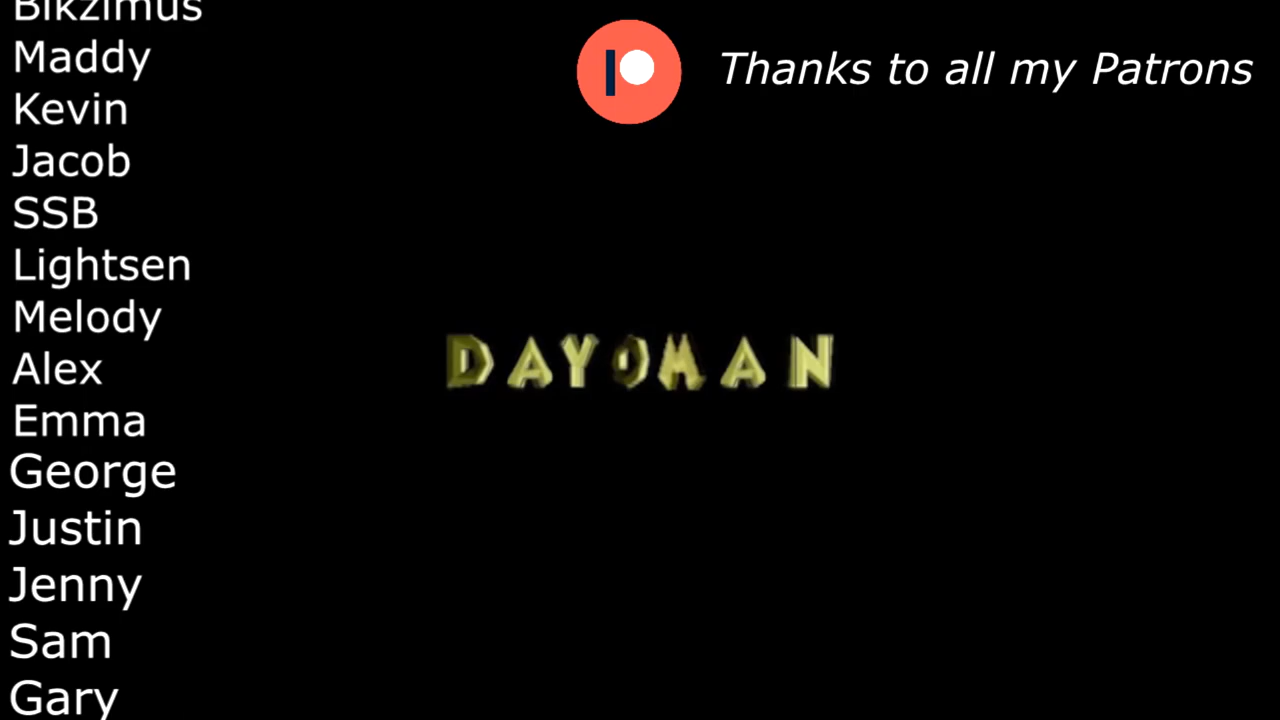 Bikzimus
Maddy
Kevin
Jacob
SSB
Lightsen
Melody
Alex
Emma
George
Justin
Jenny
Sam
Gary
Thanks to all my Patrons
DAYOMAN